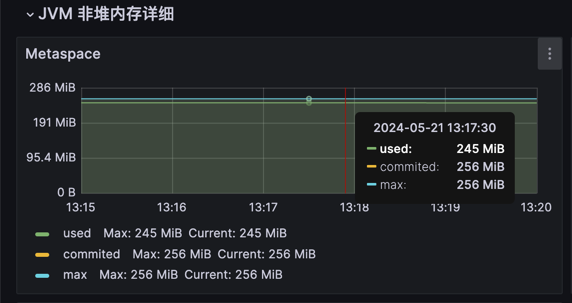 JVM 非堆内存详细
Metaspace
286 MiB
191 MiB
95.4 MiB
0 B
13:15 13:16 13:17 13:18 13:19 13:20
2024-05-21 13:17:30
used: 245 MiB
commited: 256 MiB
max: 256 MiB
used Max: 245 MiB Current: 245 MiB
commited Max: 256 MiB Current: 256 MiB
max Max: 256 MiB Current: 256 MiB